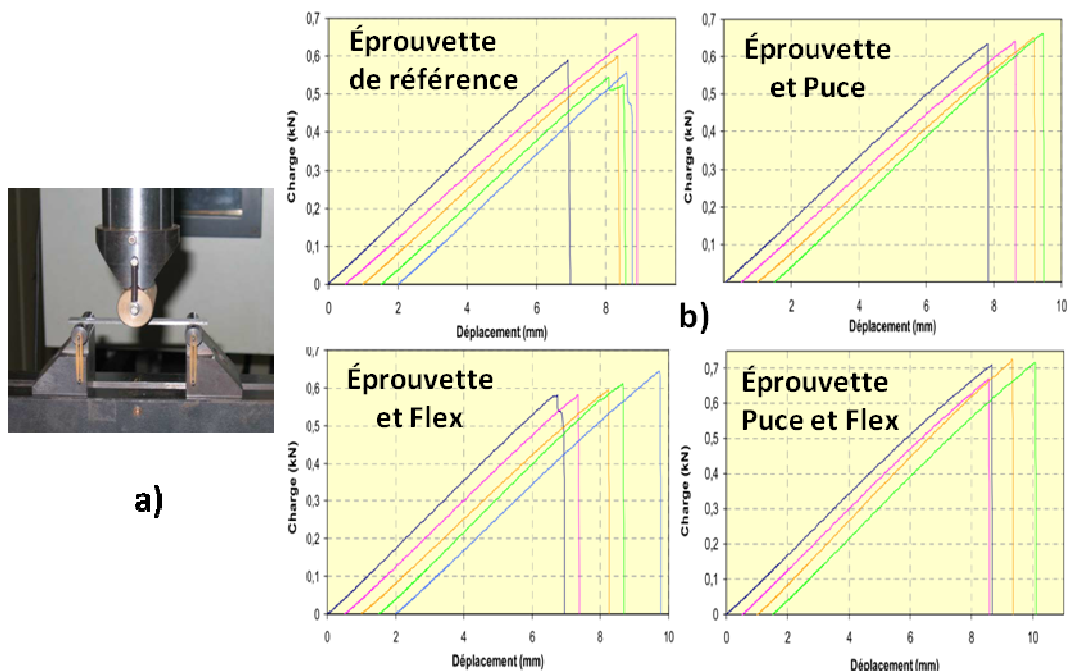 Éprouvette
de référence
Charge (kN)
0,7
0,6
0,5
0,4
0,3
0,2
0,1
0
0 2 4 6 8 10
Déplacement (mm)
Éprouvette
et Puce
Charge (kN)
0,7
0,6
0,5
0,4
0,3
0,2
0,1
2 4 6 8 10
Déplacement (mm)
a)
b)
Éprouvette
et Flex
Charge (kN)
0,7
0,6
0,5
0,4
0,3
0,2
0,1
0
0 2 4 6 8 10
Déplacement (mm)
Éprouvette
Puce et Flex
Charge (kN)
0,7
0,6
0,5
0,4
0,3
0,2
0,1
0
0 2 4 6 8 10
Déplacement (mm)